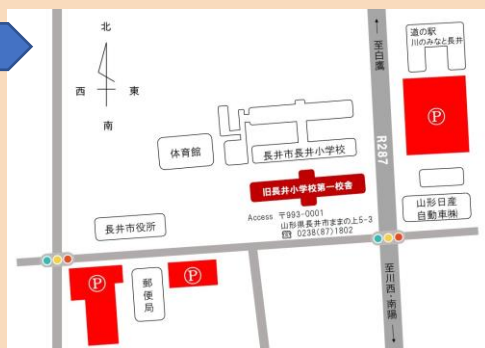 北
西 東
南
至白鷹
道の駅
川のみなと長井
Ⓟ
体育館
長井市長井小学校
R287
旧長井小学校第一校舎
Access 〒993-0001
山形県長井市ままの上5-3
☎ 0238(87)1802
山形日産
自動車㈱
長井市役所
Ⓟ
郵便局
Ⓟ
至川西・南陽